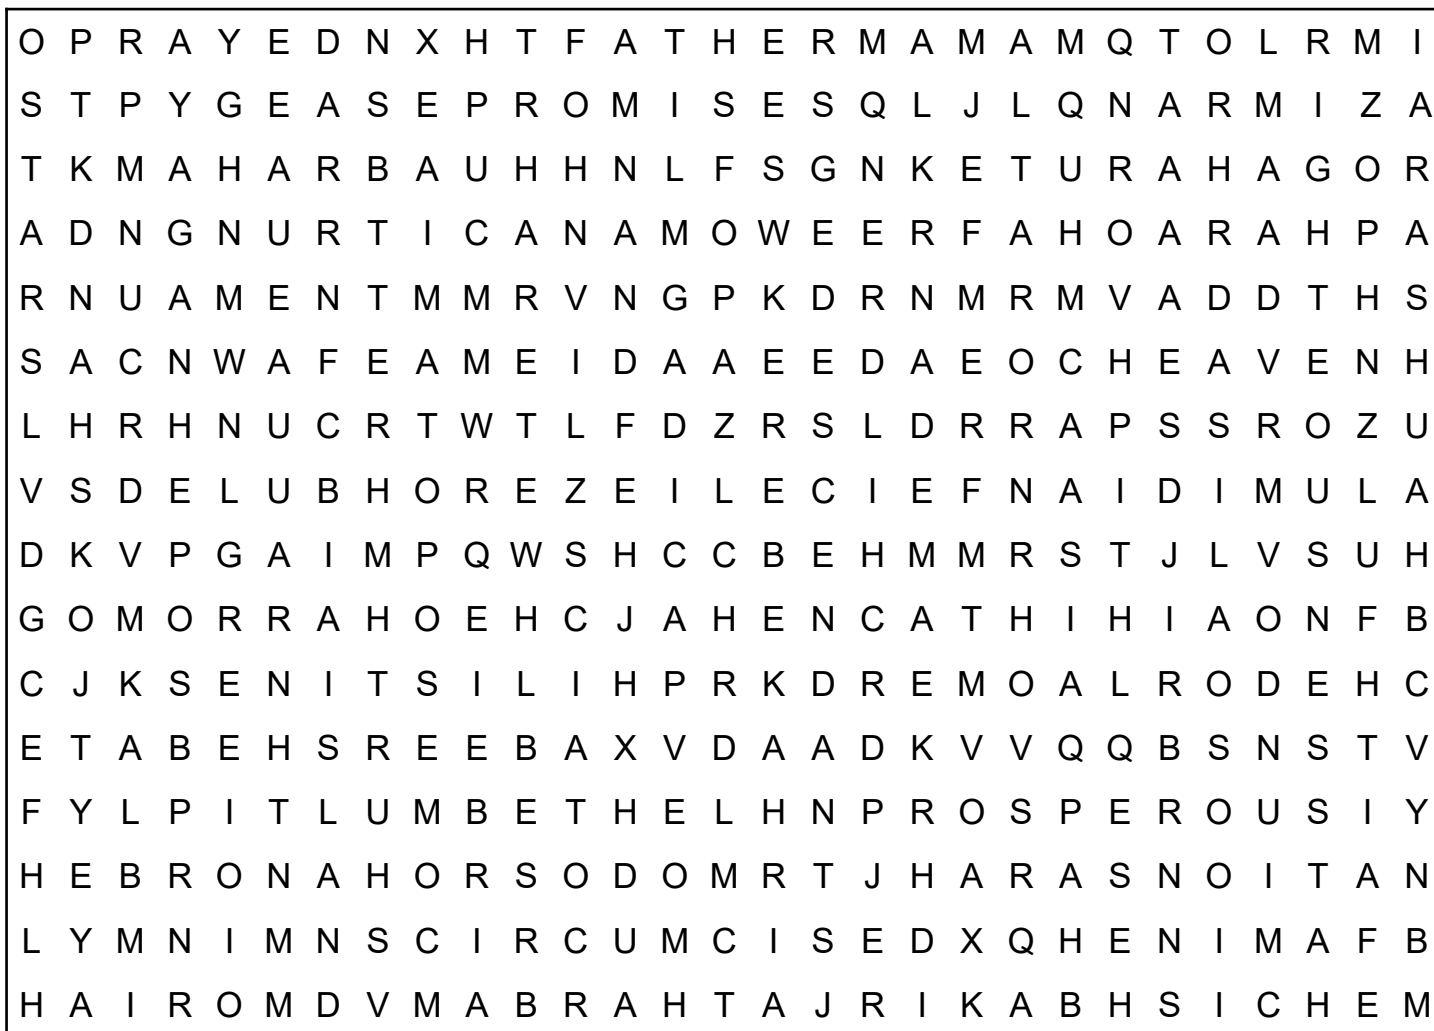 O P R A Y E D N X H T F A T H E R M A M A M Q T O L R M I
S T P Y G E A S E P R O M I S E S Q L J L Q N A R M I Z A
T K M A H A R B A U H H N L F S G N K E T U R A H A G O R
A D N G N U R T I C A N A M O W E E R F A H O A R A H P A
R N U A M E N T M M R V N G P K D R N M R M V A D D T H S
S A C N W A F E A M E I D A A E E D A E O C H E A V E N H
L H R H N U C R T W T L F D Z R S L D R R A P S S R O Z U
V S D E L U B H O R E Z E I L E C I E F N A I D I M U L A
D K V P G A I M P Q W S H C C B E H M M R S T J L V S U H
G O M O R R A H O E H C J A H E N C A T H I H I A O N F B
C J K S E N I T S I L I H P R K D R E M O A L R O D E H C
E T A B E H S R E E B A X V D A A D K V V Q Q B S N S T V
F Y L P I T L U M B E T H E L H N P R O S P E R O U S I Y
H E B R O N A H O R S O D O M R T J H A R A S N O I T A N
L Y M N I M N S C I R C U M C I S E D X Q H E N I M A F B
H A I R O M D V M A B R A H T A J R I K A B H S I C H E M